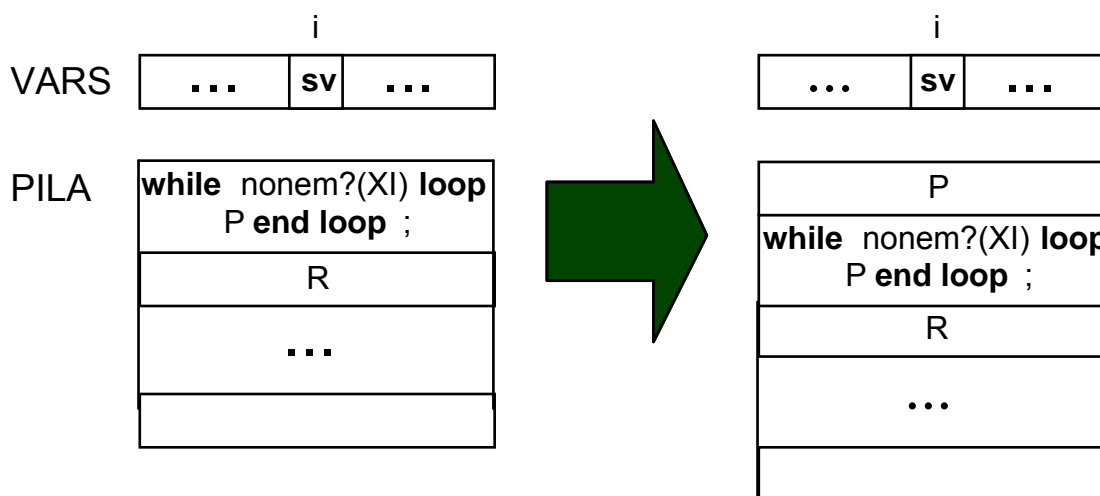 i
VARS ... sv ...
PILA
while nonem?(XI) loop
P end loop ;
R
...
i
... sv ...
P
while nonem?(XI) loop
P end loop ;
R
...